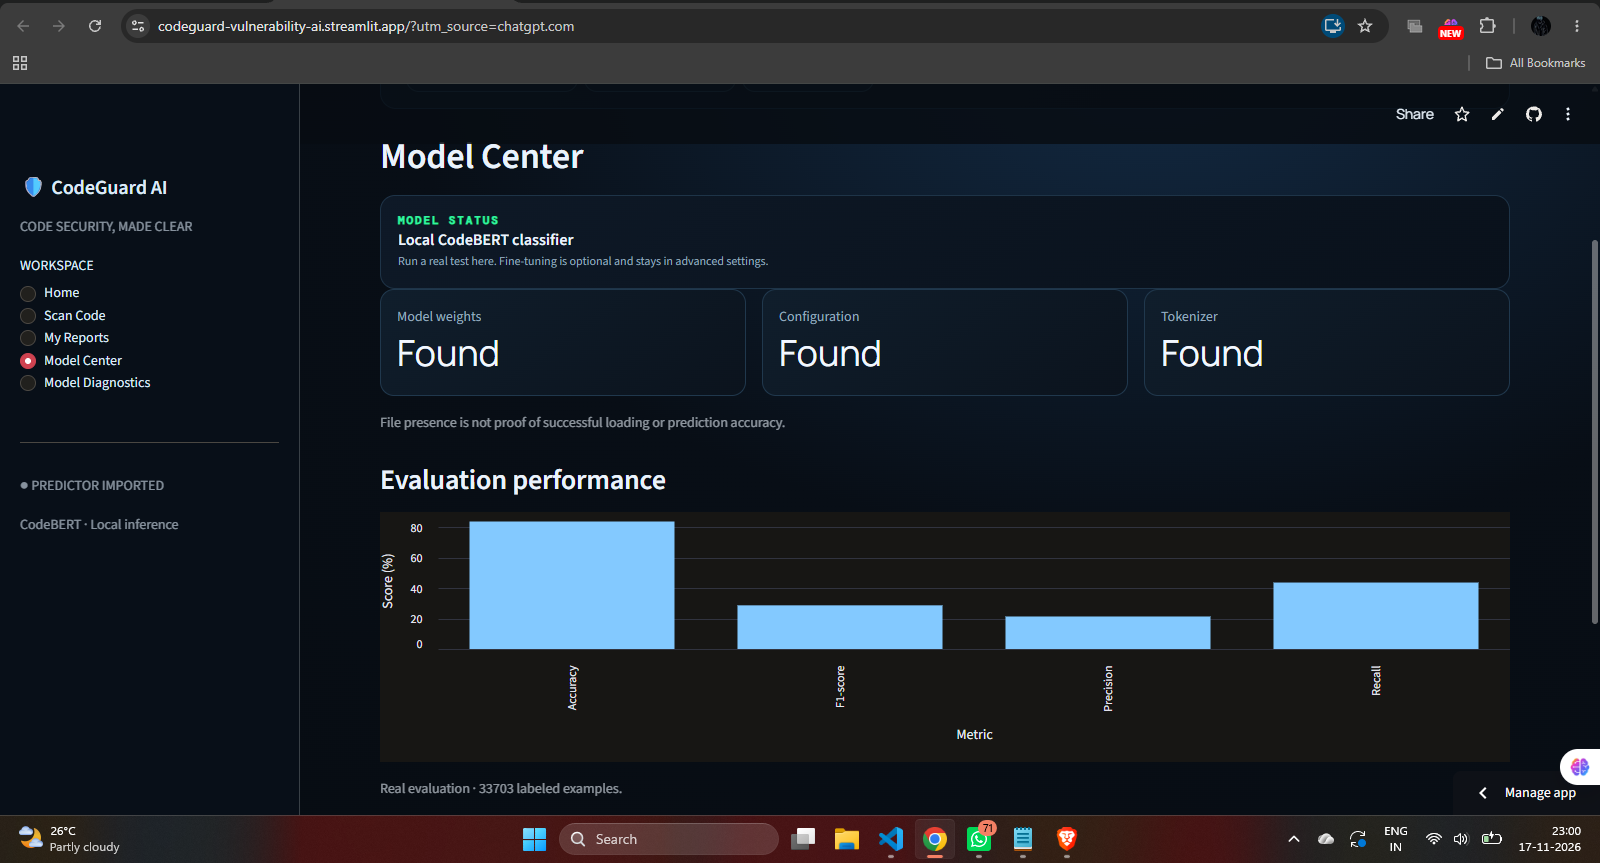 codeguard-vulnerability-ai.streamlit.app/?utm_source=chatgpt.com
NEW
All Bookmarks
Share
CodeGuard AI
CODE SECURITY, MADE CLEAR
WORKSPACE
Home
Scan Code
My Reports
Model Center
Model Diagnostics
PREDICTOR IMPORTED
CodeBERT · Local inference
Model Center
MODEL STATUS
Local CodeBERT classifier
Run a real test here. Fine-tuning is optional and stays in advanced settings.
Model weights
Found
Configuration
Found
Tokenizer
Found
File presence is not proof of successful loading or prediction accuracy.
Evaluation performance
80
60
40
20
0
Score (%)
Accuracy
F1-score
Precision
Recall
Metric
Real evaluation · 33703 labeled examples.
Manage app
26°C
Partly cloudy
Search
71
ENG
IN
23:00
17-11-2026